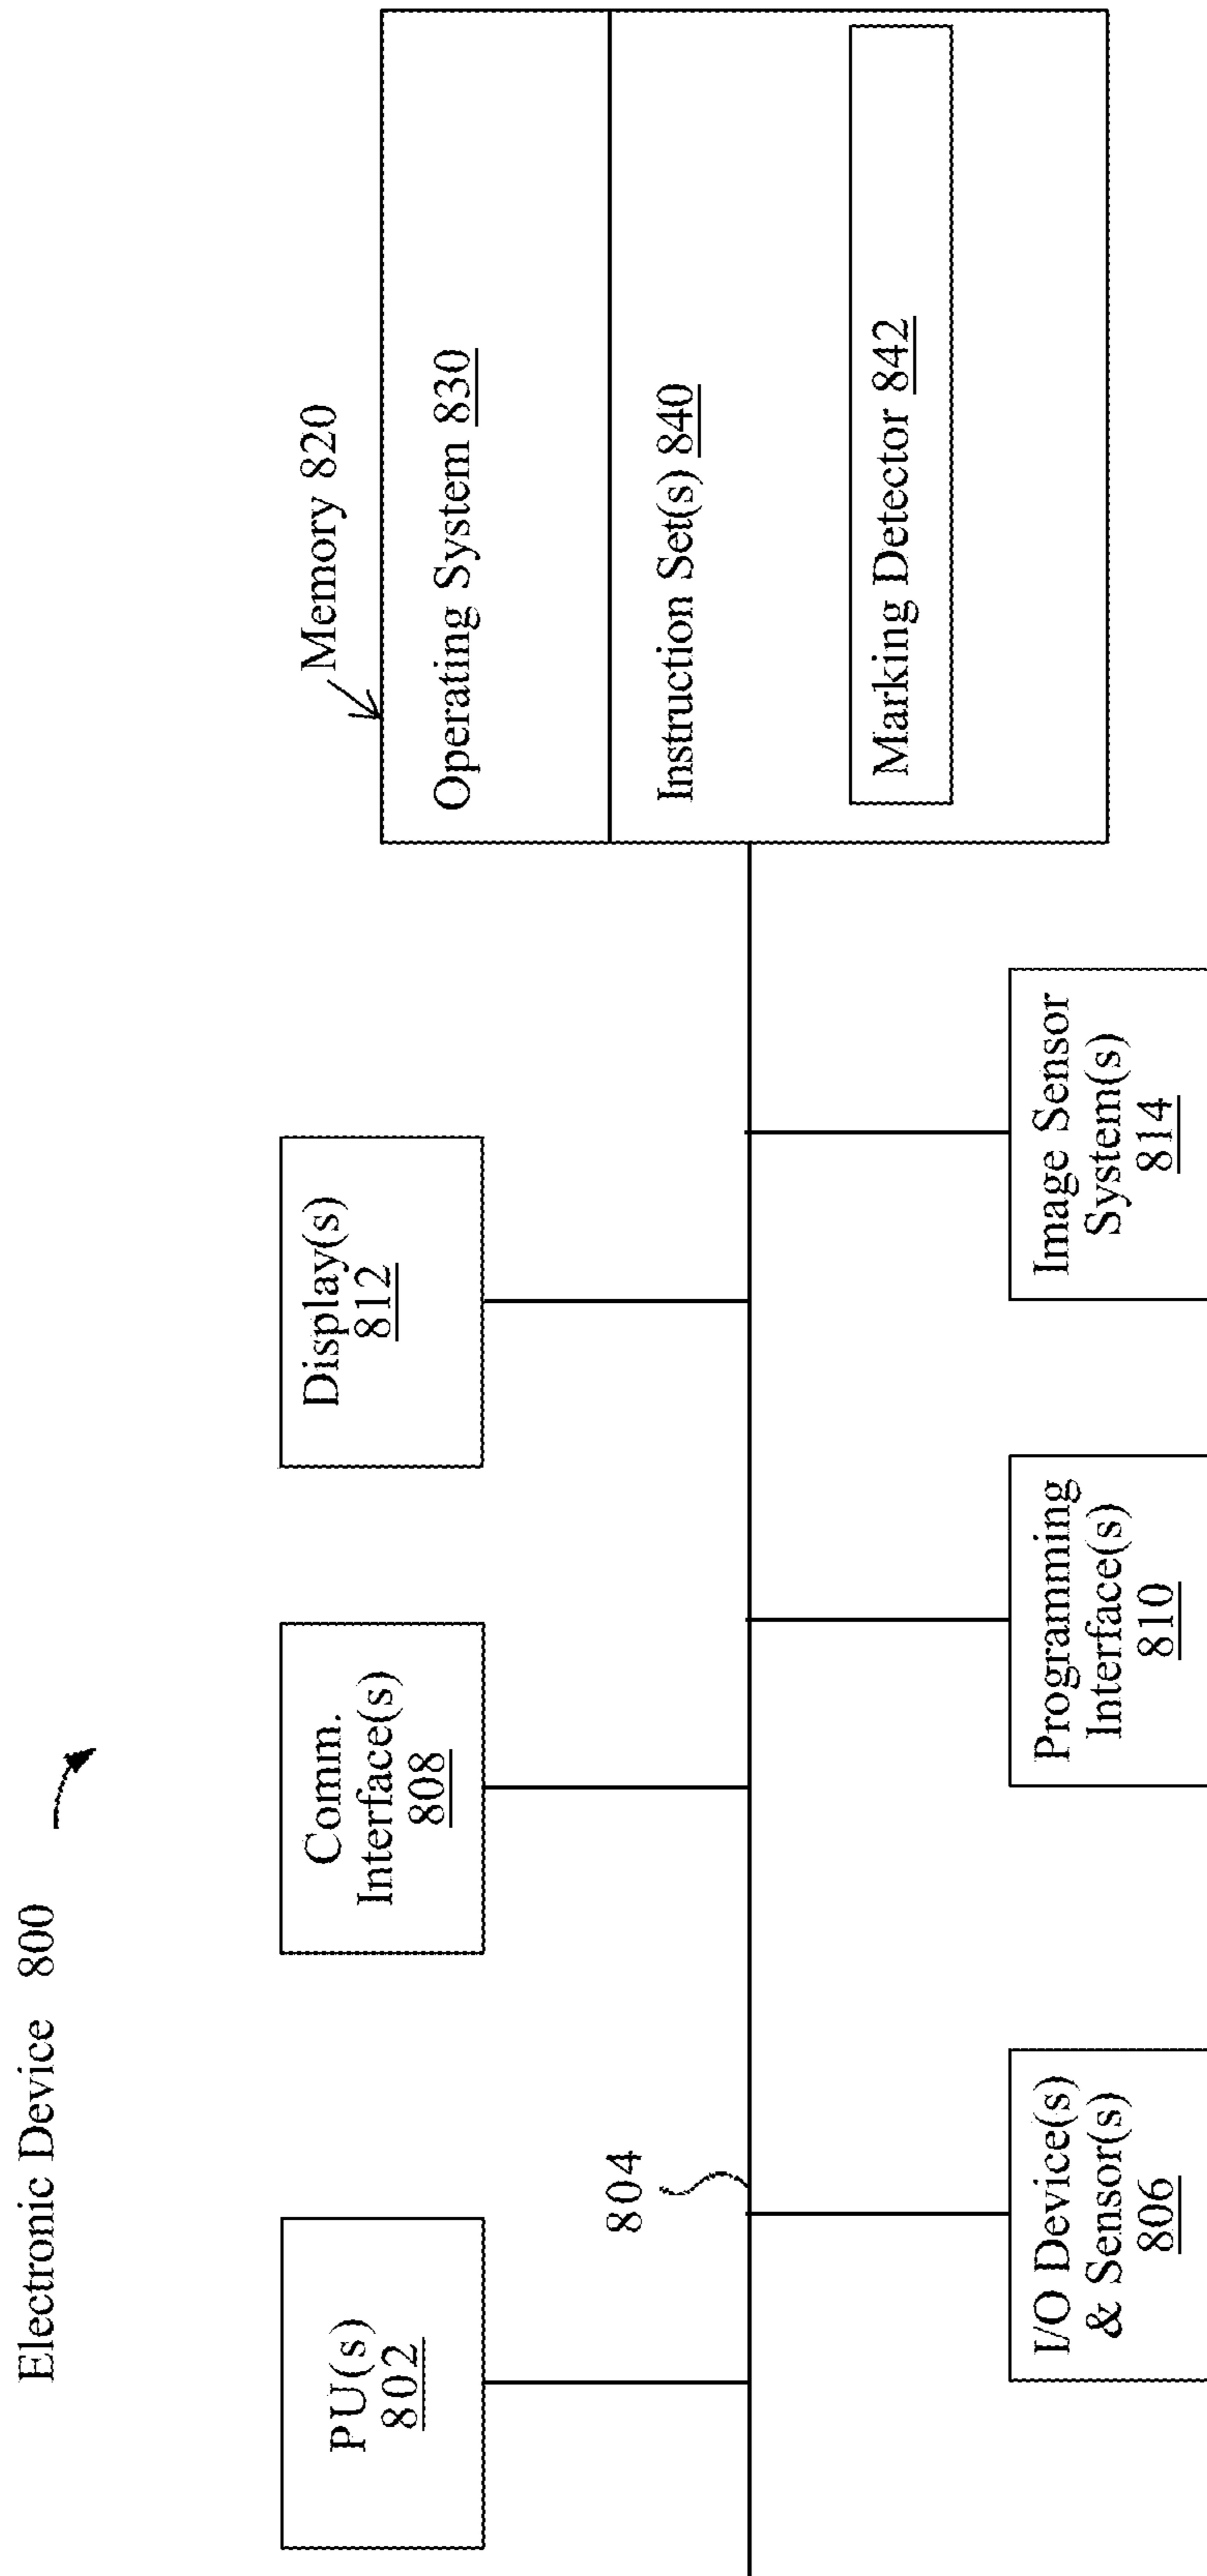 Electronic Device 800
PU(s)
802
Comm.
Interface(s)
808
Display(s)
812
Memory 820
Operating System 830
Instruction Set(s) 840
Marking Detector 842
804
I/O Device(s)
& Sensor(s)
806
Programming
Interface(s)
810
Image Sensor
System(s)
814